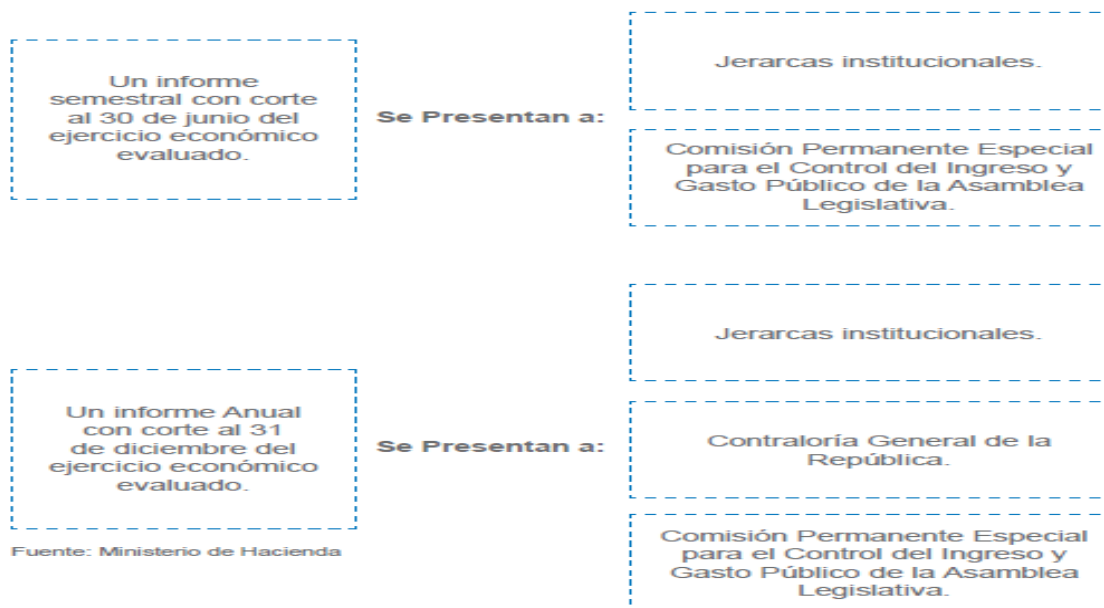 Un informe
semestral con corte
al 30 de junio del
ejercicio económico
evaluado.
Se Presentan a:
Jerarcas institucionales.
Comisión Permanente Especial
para el Control del Ingreso y
Gasto Público de la Asamblea
Legislativa.
Un informe Anual
con corte al 31
de diciembre del
ejercicio económico
evaluado.
Se Presentan a:
Jerarcas institucionales.
Contraloría General de la
República.
Comisión Permanente Especial
para el Control del Ingreso y
Gasto Público de la Asamblea
Legislativa.
Fuente: Ministerio de Hacienda